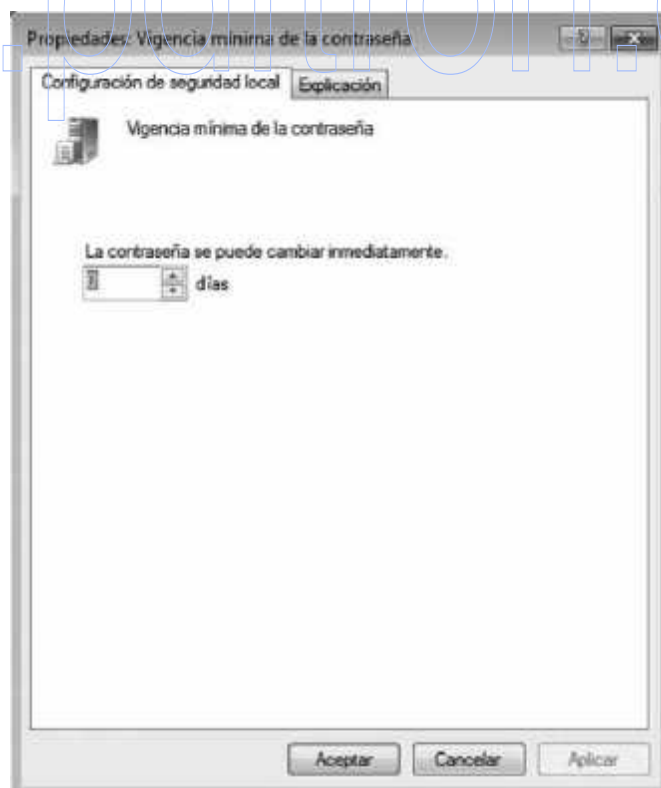 Propiedades: Vigencia mínima de la contraseña
Configuración de seguridad local
Explicación
Vigencia mínima de la contraseña
La contraseña se puede cambiar inmediatamente.
días
Aceptar
Cancelar
Aplicar